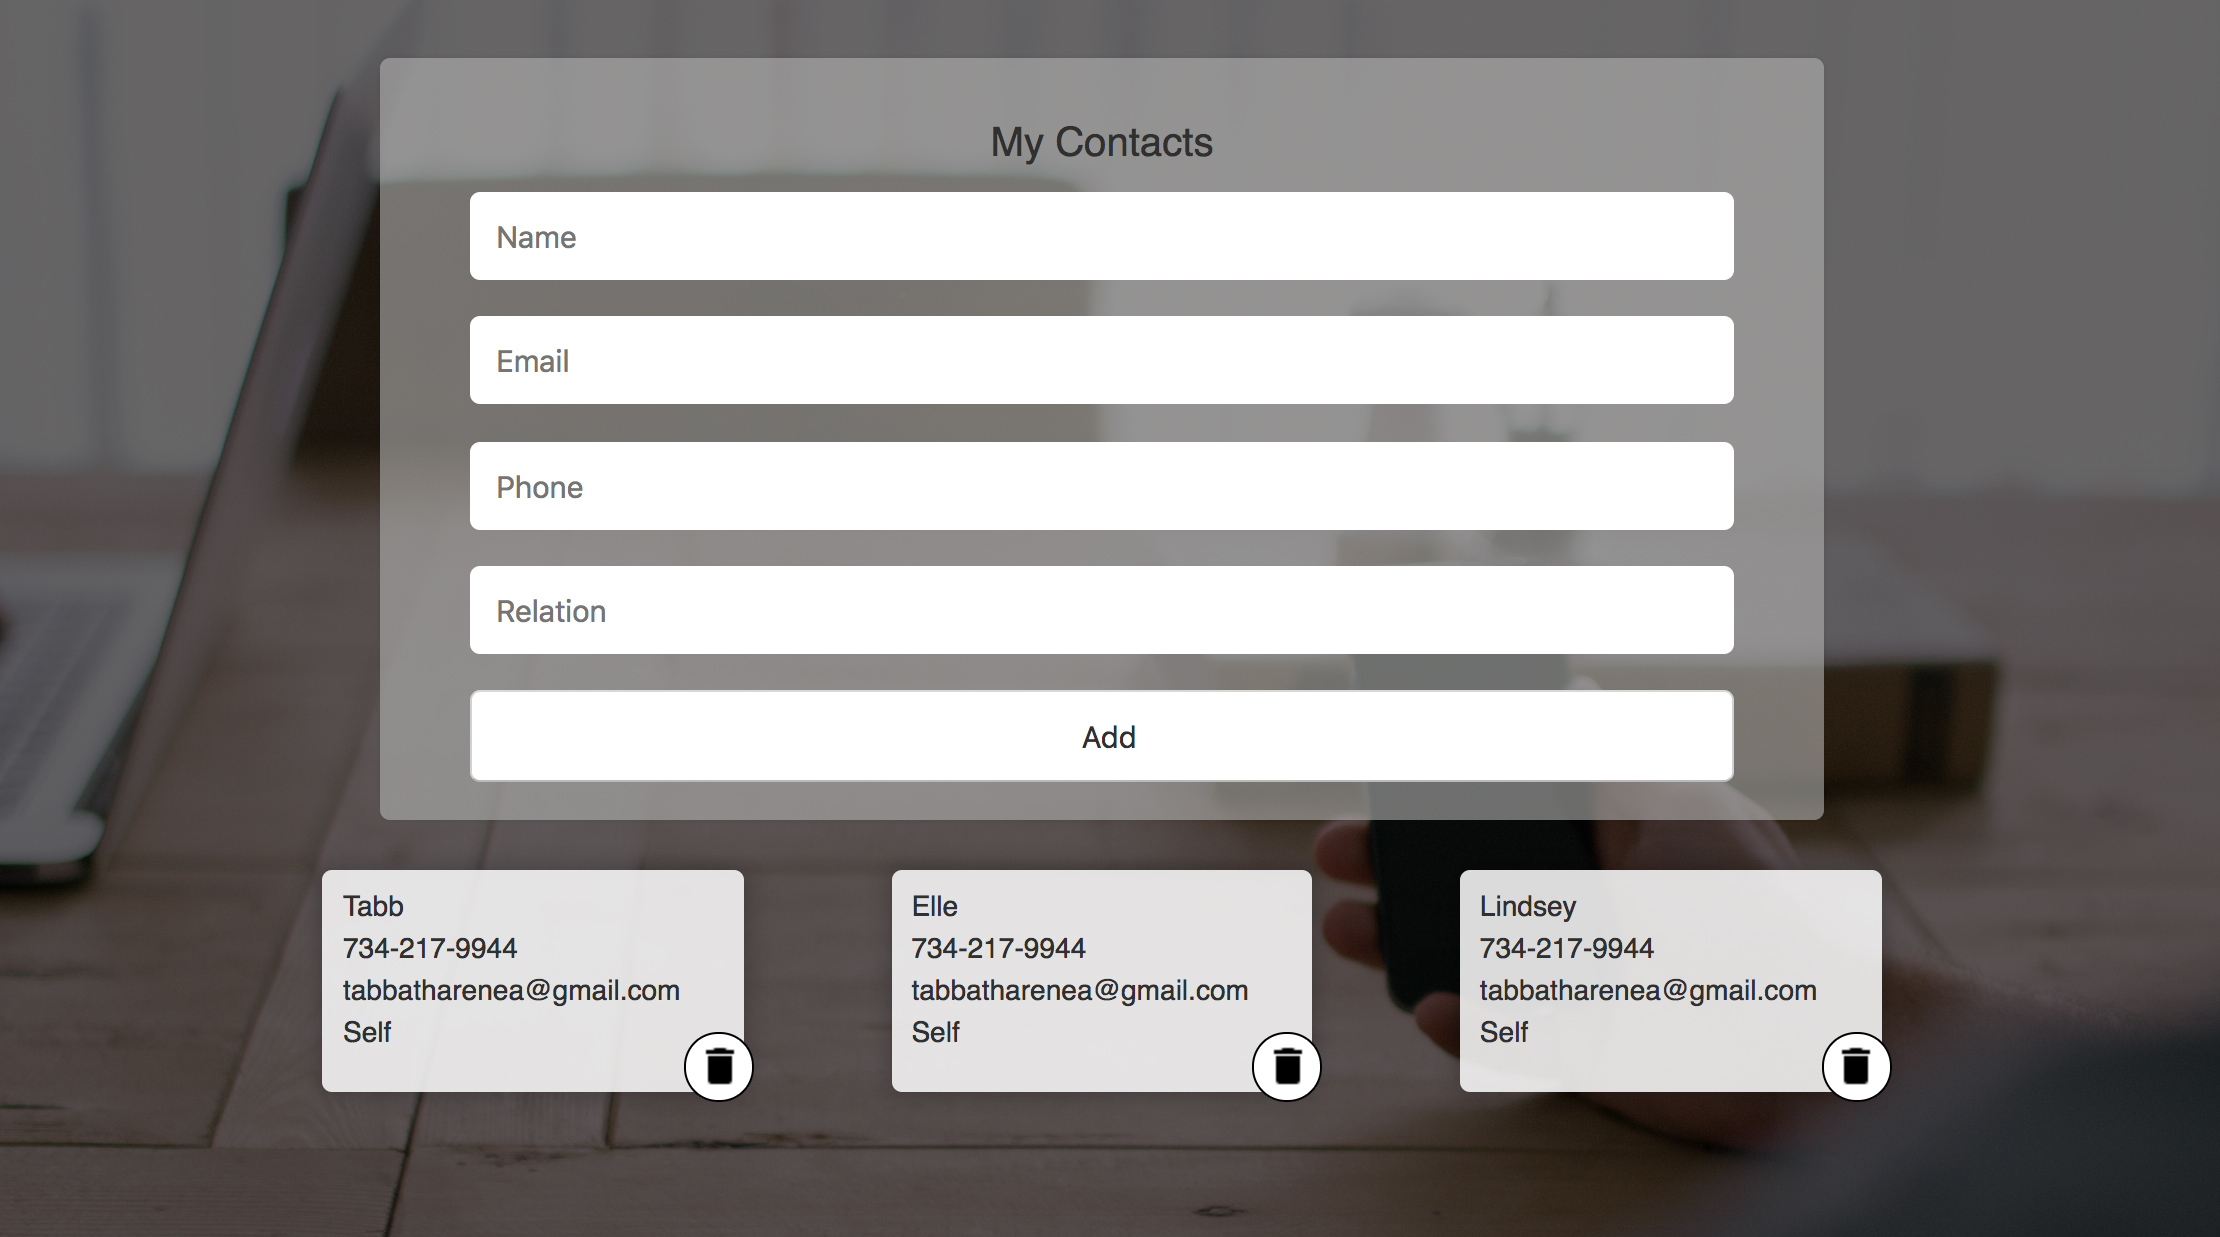 My Contacts
Name
Email
Phone
Relation
Add
Tabb
734-217-9944
tabbatharenea@gmail.com
Self
Elle
734-217-9944
tabbatharenea@gmail.com
Self
Lindsey
734-217-9944
tabbatharenea@gmail.com
Self